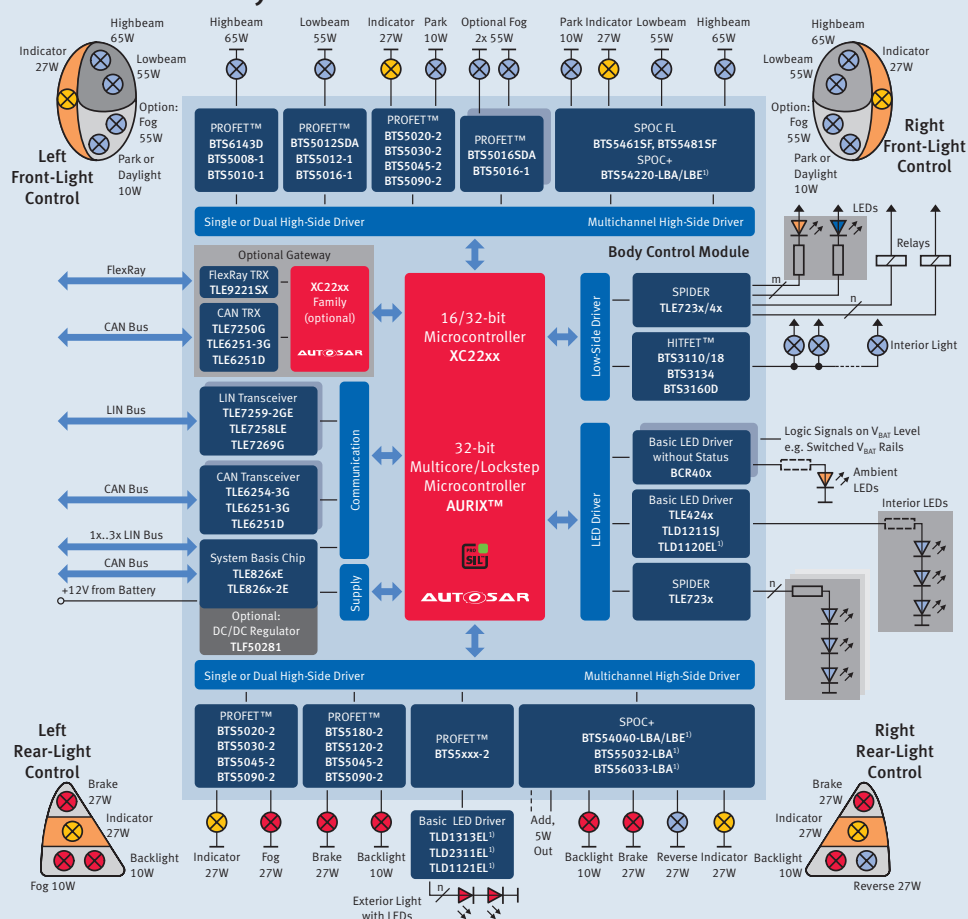 Highbeam
65W
Indicator
27W
Lowbeam
55W
Option:
Fog
55W
Park or
Daylight
10W
Left
Front-Light
Control
Highbeam
65W
Lowbeam
55W
Indicator
27W
Park
10W
Optional Fog
2x 55W
Park
10W
Indicator
27W
Lowbeam
55W
Highbeam
65W
Highbeam
65W
Indicator
27W
Lowbeam
55W
Option:
Fog
55W
Park or
Daylight
10W
Right
Front-Light
Control
PROFET™
BTS6143D
BTS5008-1
BTS5010-1
PROFET™
BTS5012SDA
BTS5012-1
BTS5016-1
PROFET™
BTS5020-2
BTS5030-2
BTS5045-2
BTS5090-2
PROFET™
BTS5016SDA
BTS5016-1
SPOC FL
BTS5461SF, BTS5481SF
SPOC+
BTS54220-LBA/LBE1)
Single or Dual High-Side Driver
Multichannel High-Side Driver
Body Control Module
Optional Gateway
FlexRay
FlexRay TRX
TLE9221SX
CAN Bus
CAN TRX
TLE7250G
TLE6251-3G
TLE6251D
XC22xx
Family
(optional)
AUTOSAR
16/32-bit
Microcontroller
XC22xx
32-bit
Multicore/Lockstep
Microcontroller
AURIX™
PRO
SIL
AUTOSAR
LIN Bus
LIN Transceiver
TLE7259-2GE
TLE7258LE
TLE7269G
CAN Bus
CAN Transceiver
TLE6254-3G
TLE6251-3G
TLE6251D
1x..3x LIN Bus
CAN Bus
+12V from Battery
System Basis Chip
TLE826xE
TLE826x-2E
Optional:
DC/DC Regulator
TLF50281
Communication
Supply
Low-Side Driver
SPIDER
TLE723x/4x
HITFET™
BTS3110/18
BTS3134
BTS3160D
m
n
LEDs
Relays
Interior Light
LED Driver
Basic LED Driver
without Status
BCR40x
Logic Signals on VBAT Level
e.g. Switched VBAT Rails
Ambient
LEDs
Basic LED Driver
TLE424x
TLD1211SJ
TLD1120EL1)
Interior LEDs
SPIDER
TLE723x
n
Single or Dual High-Side Driver
Multichannel High-Side Driver
PROFET™
BTS5020-2
BTS5030-2
BTS5045-2
BTS5090-2
PROFET™
BTS5180-2
BTS5120-2
BTS5045-2
BTS5090-2
PROFET™
BTS5xxx-2
SPOC+
BTS54040-LBA/LBE1)
BTS55032-LBA1)
BTS56033-LBA1)
Left
Rear-Light
Control
Brake
27W
Indicator
27W
Backlight
10W
Fog 10W
Indicator
27W
Fog
27W
Brake
27W
Backlight
10W
Basic LED Driver
TLD1313EL1)
TLD2311EL1)
TLD1121EL1)
n
Exterior Light
with LEDs
Add,
5W
Out
Backlight
10W
Brake
27W
Reverse
27W
Indicator
27W
Right
Rear-Light
Control
Brake
27W
Indicator
27W
Backlight
10W
Reverse 27W